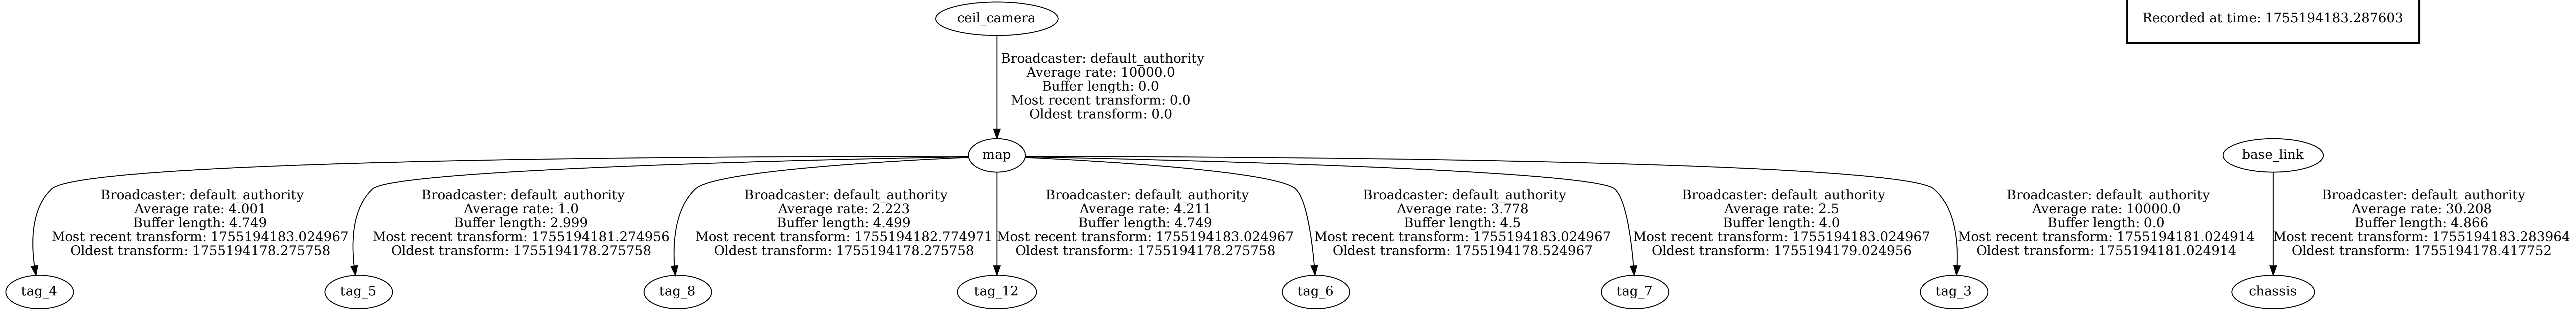 ceil_camera
Recorded at time: 1755194183.287603
Broadcaster: default_authority
Average rate: 10000.0
Buffer length: 0.0
Most recent transform: 0.0
Oldest transform: 0.0
map
base_link
Broadcaster: default_authority
Average rate: 4.001
Buffer length: 4.749
Most recent transform: 1755194183.024967
Oldest transform: 1755194178.275758
Broadcaster: default_authority
Average rate: 1.0
Buffer length: 2.999
Most recent transform: 1755194181.274956
Oldest transform: 1755194178.275758
Broadcaster: default_authority
Average rate: 2.223
Buffer length: 4.499
Most recent transform: 1755194182.774971
Oldest transform: 1755194178.275758
Broadcaster: default_authority
Average rate: 4.211
Buffer length: 4.749
Most recent transform: 1755194183.024967
Oldest transform: 1755194178.275758
Broadcaster: default_authority
Average rate: 3.778
Buffer length: 4.5
Most recent transform: 1755194183.024967
Oldest transform: 1755194178.524967
Broadcaster: default_authority
Average rate: 2.5
Buffer length: 4.0
Most recent transform: 1755194183.024967
Oldest transform: 1755194179.024956
Broadcaster: default_authority
Average rate: 10000.0
Buffer length: 0.0
Most recent transform: 1755194181.024914
Oldest transform: 1755194181.024914
Broadcaster: default_authority
Average rate: 30.208
Buffer length: 4.866
Most recent transform: 1755194183.283964
Oldest transform: 1755194178.417752
tag_4
tag_5
tag_8
tag_12
tag_6
tag_7
tag_3
chassis